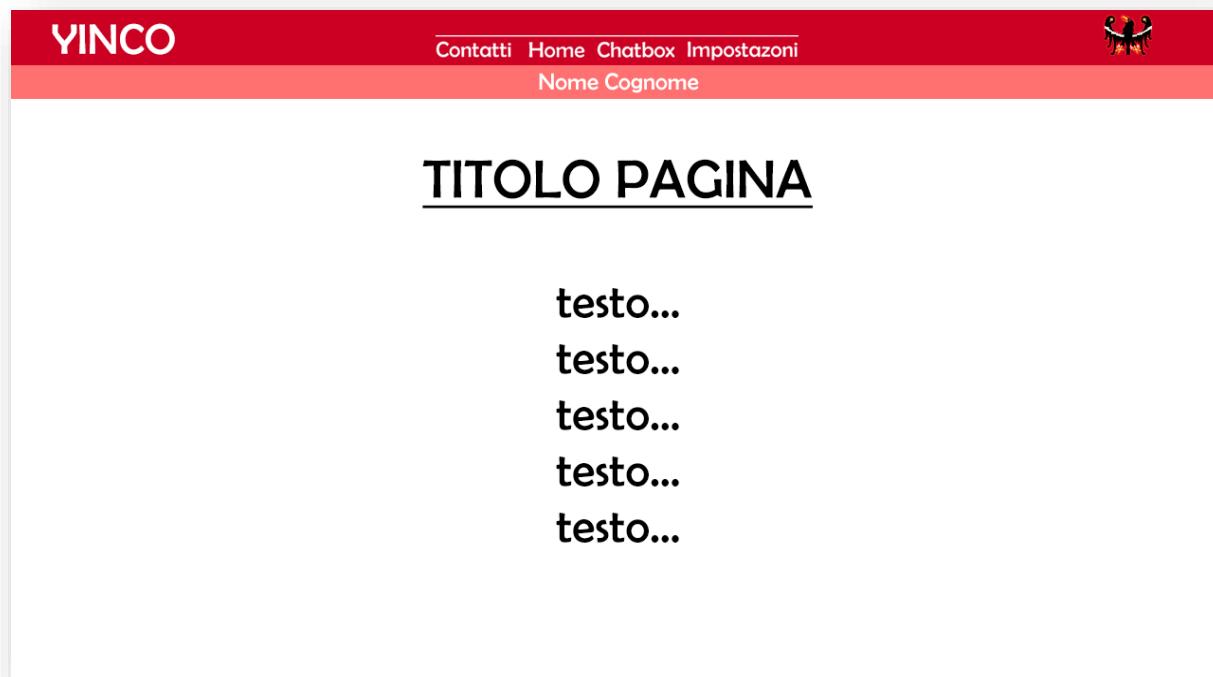 YINCO
Contatti Home Chatbox Impostazoni
Nome Cognome
TITOLO PAGINA
testo...
testo...
testo...
testo...
testo...